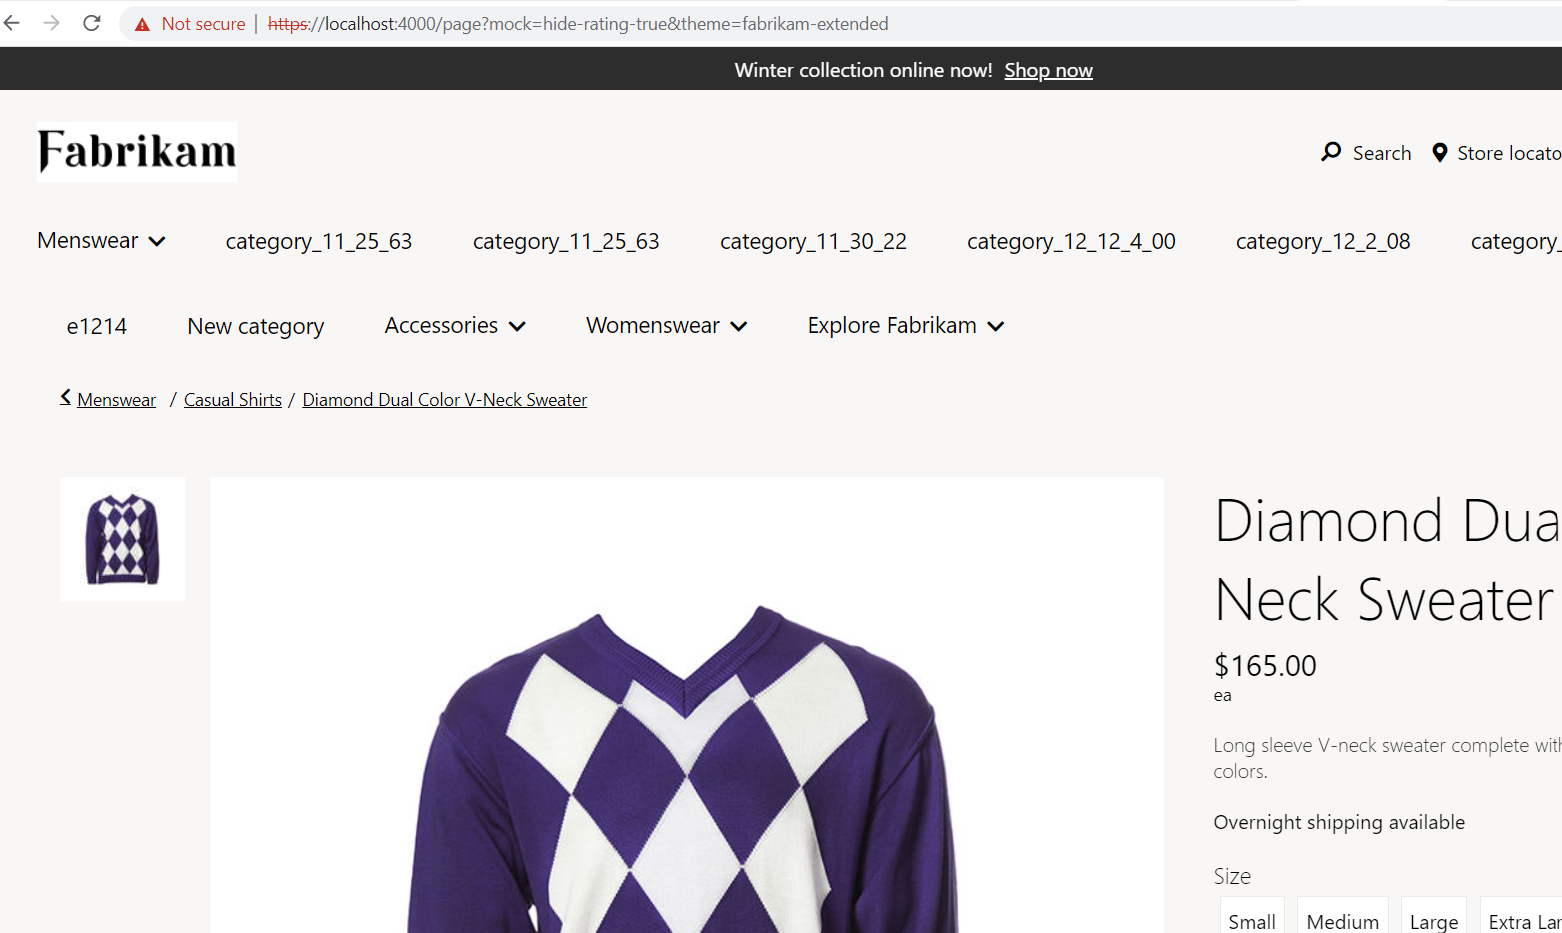 Not secure | https://localhost:4000/page?mock=hide-rating-true&theme=fabrikam-extended
Winter collection online now! Shop now
Fabrikam
Search Store locato
Menswear category_11_25_63 category_11_25_63 category_11_30_22 category_12_12_4_00 category_12_2_08 category_
e1214 New category Accessories Womenswear Explore Fabrikam
Menswear / Casual Shirts / Diamond Dual Color V-Neck Sweater
Diamond Dua
Neck Sweater
$165.00
ea
Long sleeve V-neck sweater complete with
colors.
Overnight shipping available
Size
Small Medium Large Extra Lar